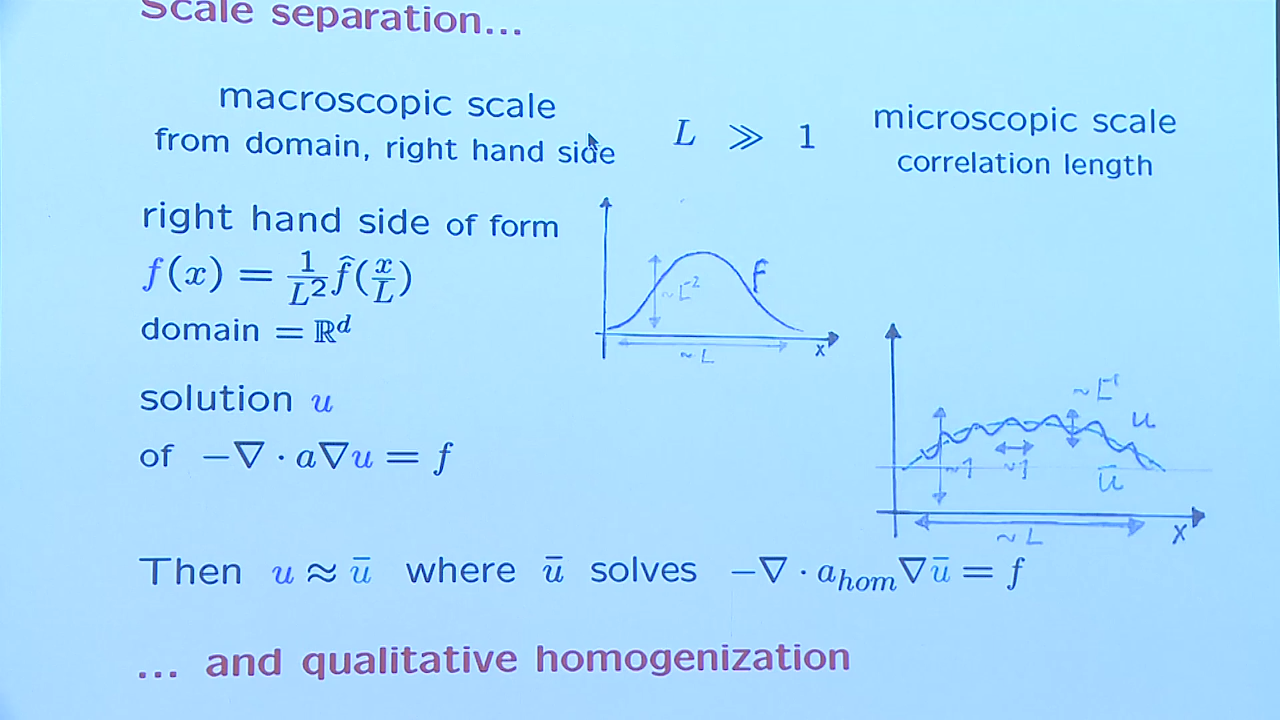 Scale separation...
macroscopic scale
from domain, right hand side
L ≫ 1
microscopic scale
correlation length
right hand side of form
f(x) = 1/L² f̂(x/L)
domain = ℝᵈ
f
~ L⁻²
~ L
x
solution u
of −∇ · a∇u = f
~ L⁻¹
u
~1
~1
ū
~ L
x
Then u ≈ ū where ū solves −∇ · a_hom∇ū = f
... and qualitative homogenization